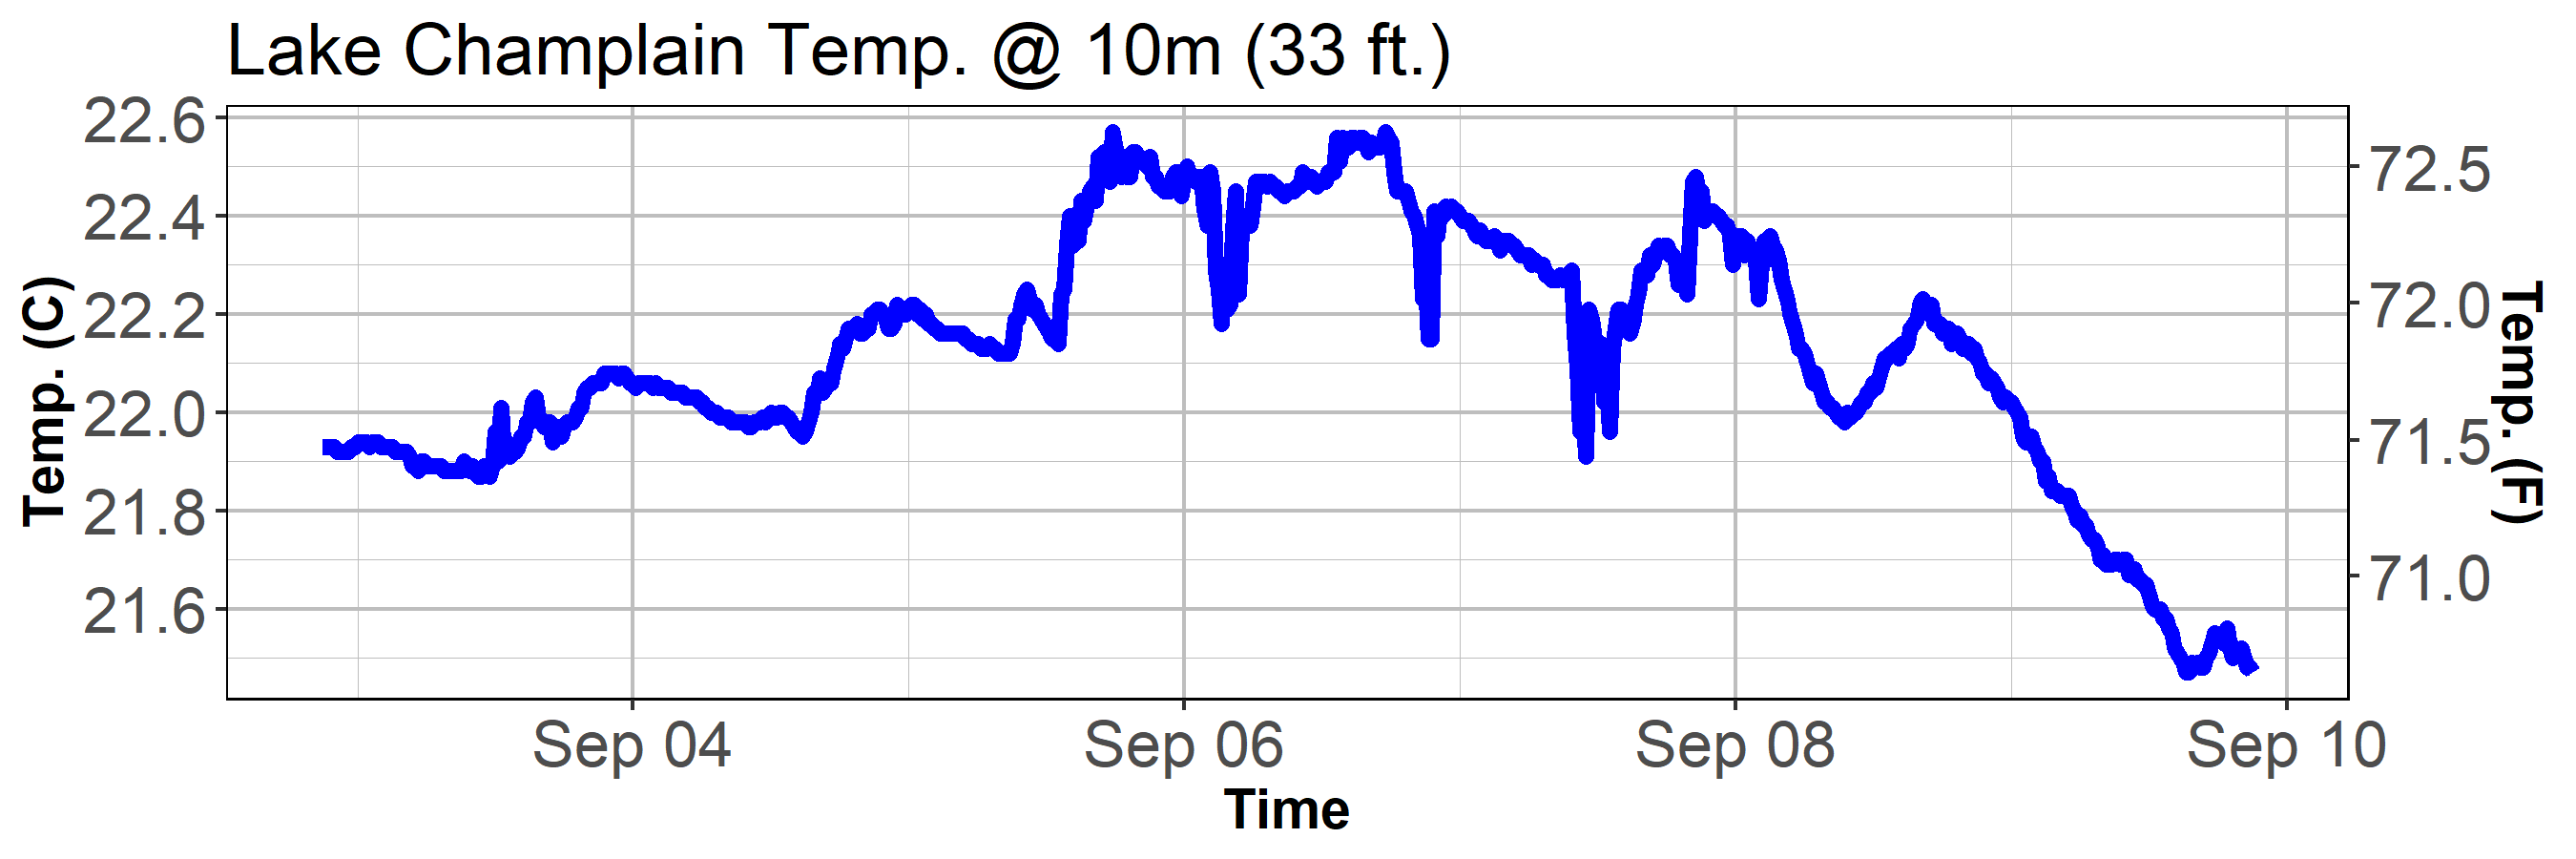 Lake Champlain Temp. @ 10m (33 ft.)
Temp. (C)
22.6
22.4
22.2
22.0
21.8
21.6
72.5
72.0
71.5
71.0
Temp. (F)
Sep 04
Sep 06
Sep 08
Sep 10
Time